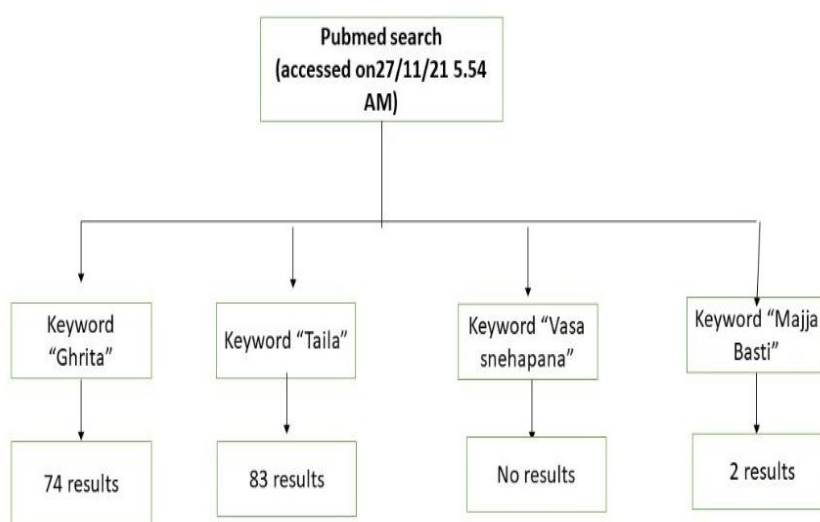 Pubmed search
(accessed on27/11/21 5.54
AM)
Keyword
“Ghrita”
Keyword “Taila”
Keyword “Vasa
snehapana”
Keyword “Majja
Basti”
74 results
83 results
No results
2 results